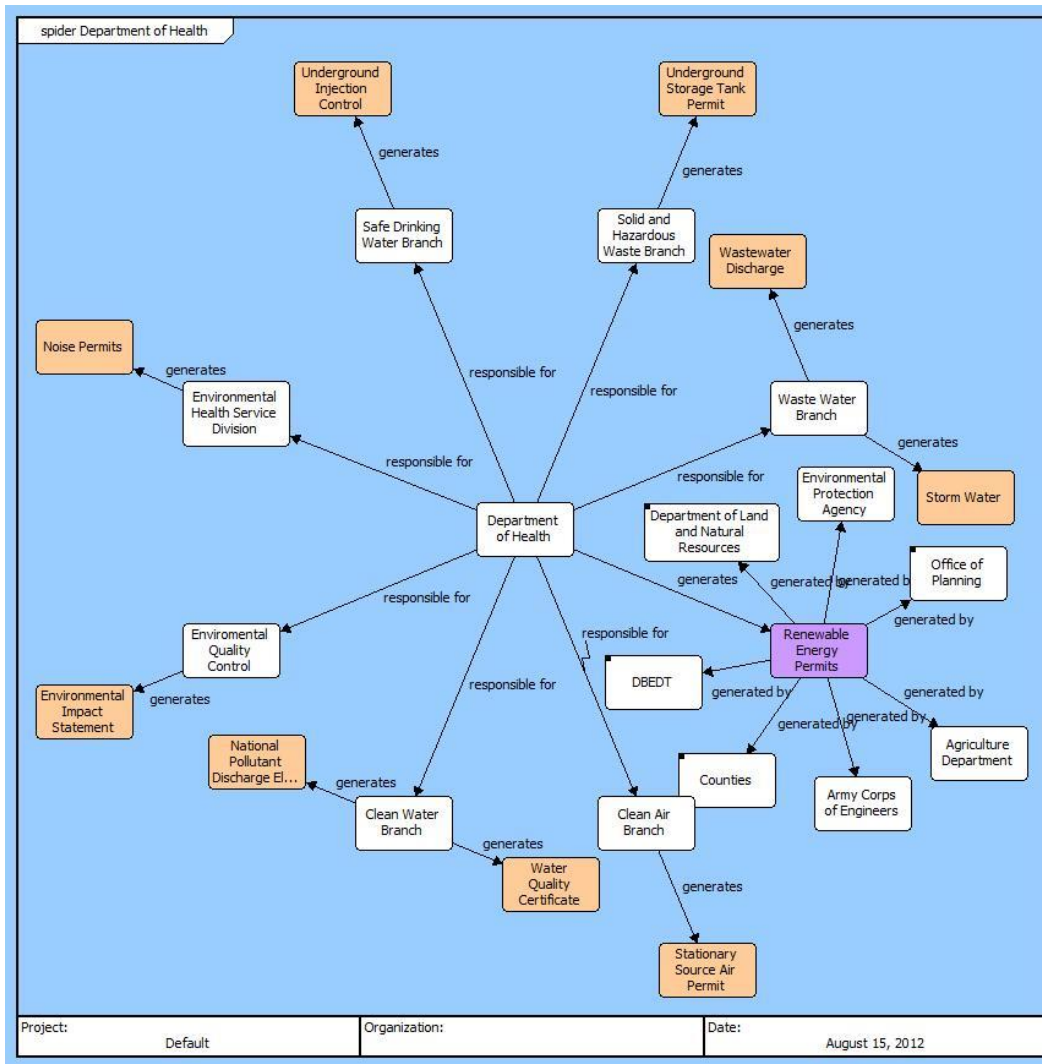 spider Department of Health
Underground
Injection
Control
Underground
Storage Tank
Permit
generates
generates
Safe Drinking
Water Branch
Solid and
Hazardous
Waste Branch
Wastewater
Discharge
generates
Noise Permits
generates
Environmental
Health Service
Division
responsible for
responsible for
Waste Water
Branch
generates
responsible for
responsible for
Environmental
Protection
Agency
Storm Water
Department
of Health
Department of Land
and Natural
Resources
Office of
Planning
generates
generated by
generated by
generated by
responsible for
Enviromental
Quality
Control
responsible for
Renewable
Energy
Permits
DBEDT
responsible for
generated by
generated by
generates
Environmental
Impact
Statement
generated by
generated by
National
Pollutant
Discharge El...
Agriculture
Department
generates
Counties
Clean Water
Branch
Clean Air
Branch
Army Corps
of Engineers
generates
Water
Quality
Certificate
generates
Stationary
Source Air
Permit
Project:
Default
Organization:
Date:
August 15, 2012